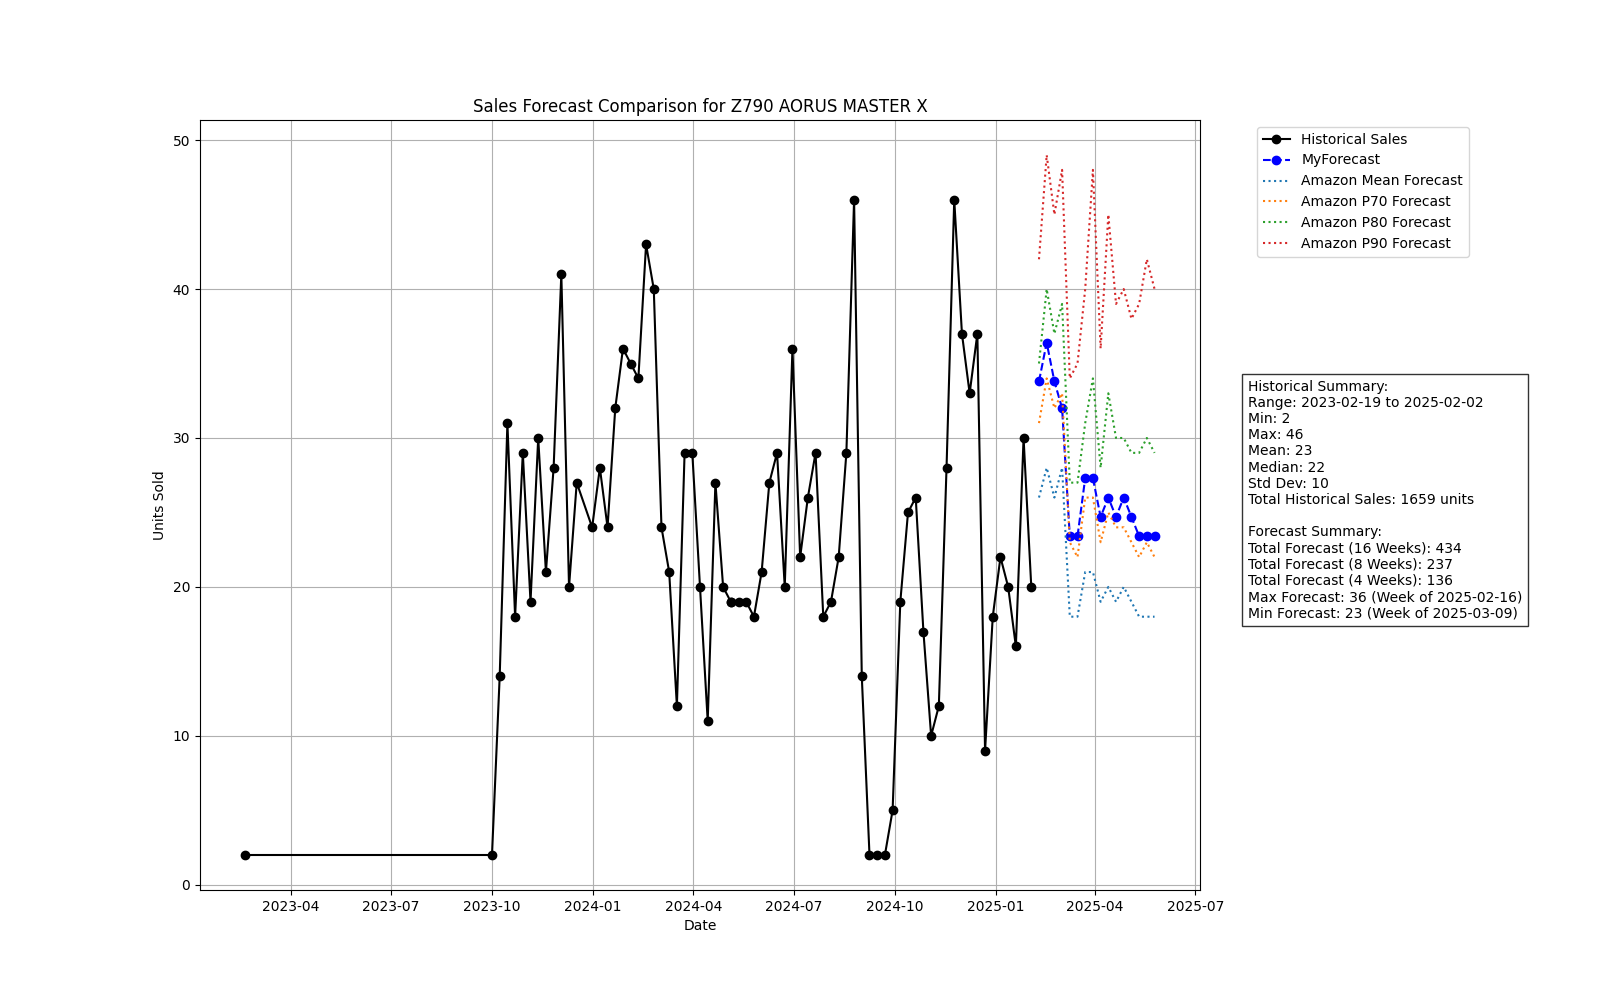 Sales Forecast Comparison for Z790 AORUS MASTER X
Units Sold
50
40
30
20
10
0
2023-04 2023-07 2023-10 2024-01 2024-04 2024-07 2024-10 2025-01 2025-04 2025-07
Date
Historical Sales
MyForecast
Amazon Mean Forecast
Amazon P70 Forecast
Amazon P80 Forecast
Amazon P90 Forecast
Historical Summary:
Range: 2023-02-19 to 2025-02-02
Min: 2
Max: 46
Mean: 23
Median: 22
Std Dev: 10
Total Historical Sales: 1659 units
Forecast Summary:
Total Forecast (16 Weeks): 434
Total Forecast (8 Weeks): 237
Total Forecast (4 Weeks): 136
Max Forecast: 36 (Week of 2025-02-16)
Min Forecast: 23 (Week of 2025-03-09)